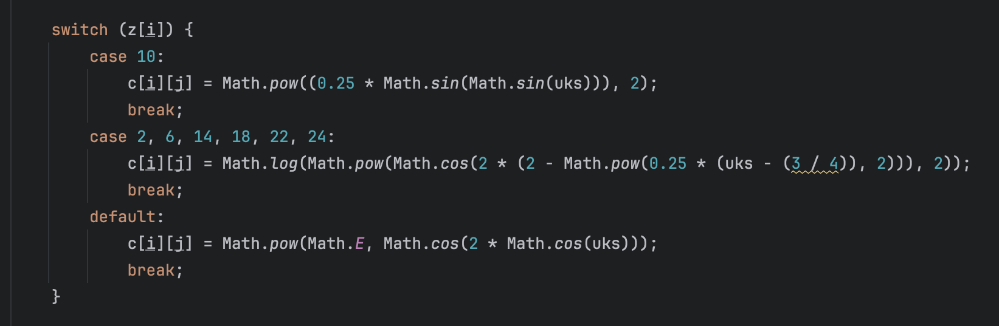 switch (z[i]) {
    case 10:
        c[i][j] = Math.pow((0.25 * Math.sin(Math.sin(uks))), 2);
        break;
    case 2, 6, 14, 18, 22, 24:
        c[i][j] = Math.log(Math.pow(Math.cos(2 * (2 - Math.pow(0.25 * (uks - (3 / 4)), 2))), 2));
        break;
    default:
        c[i][j] = Math.pow(Math.E, Math.cos(2 * Math.cos(uks)));
        break;
}